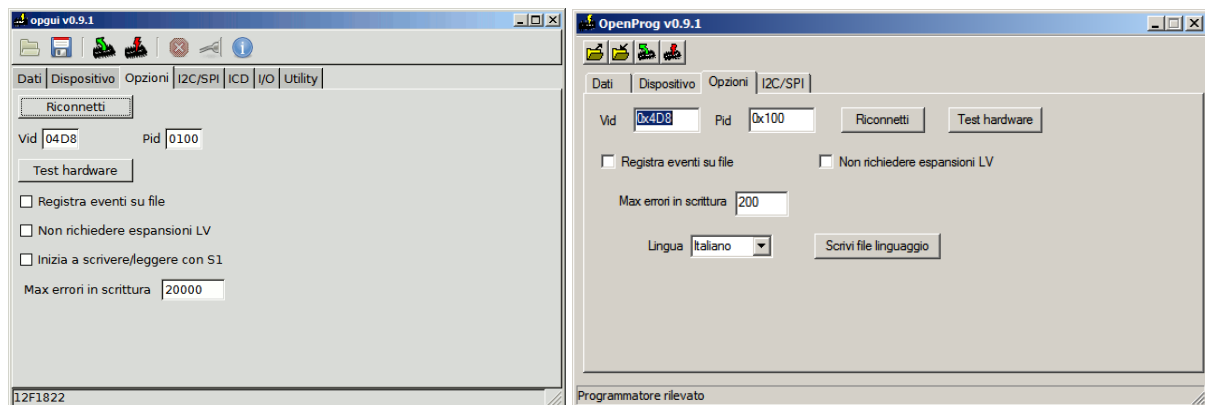 opgui v0.9.1
Dati Dispositivo Opzioni I2C/SPI ICD I/O Utility
Riconnetti
Vid 04D8 Pid 0100
Test hardware
Registra eventi su file
Non richiedere espansioni LV
Inizia a scrivere/leggere con S1
Max errori in scrittura 20000
12F1822
OpenProg v0.9.1
Dati Dispositivo Opzioni I2C/SPI
Vid 0x4D8 Pid 0x100 Riconnetti Test hardware
Registra eventi su file Non richiedere espansioni LV
Max errori in scrittura 200
Lingua Italiano Scrivi file linguaggio
Programmatore rilevato